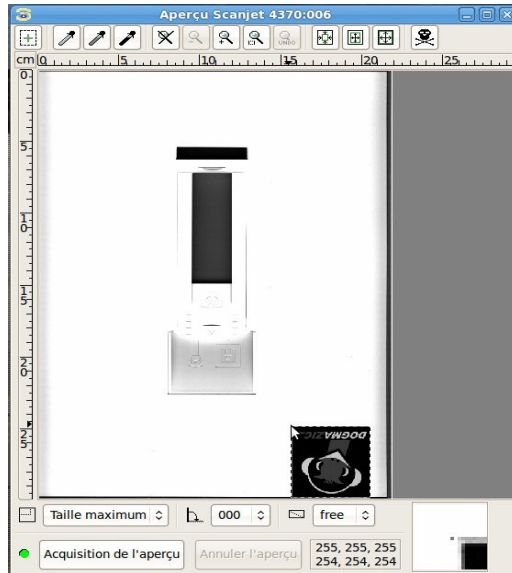 Aperçu Scanjet 4370:006
cm 0 5 10 15 20 25
0
5
10
15
20
25
DOGMAZIC
Taille maximum 000 free
Acquisition de l'aperçu Annuler l'aperçu 255, 255, 255
254, 254, 254